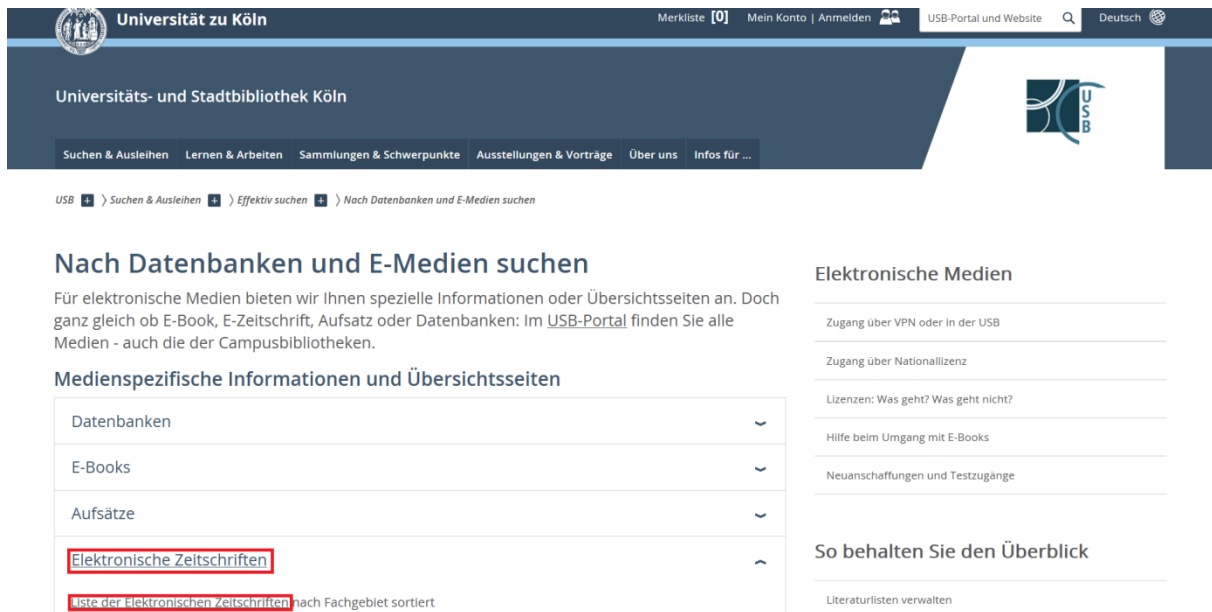 Universität zu Köln
Merkliste [0] Mein Konto | Anmelden USB-Portal und Website Deutsch
Universitäts- und Stadtbibliothek Köln
USB
Suchen & Ausleihen Lernen & Arbeiten Sammlungen & Schwerpunkte Ausstellungen & Vorträge Über uns Infos für ...
USB + 〉 Suchen & Ausleihen + 〉 Effektiv suchen + 〉 Nach Datenbanken und E-Medien suchen
Nach Datenbanken und E-Medien suchen
Für elektronische Medien bieten wir Ihnen spezielle Informationen oder Übersichtsseiten an. Doch
ganz gleich ob E-Book, E-Zeitschrift, Aufsatz oder Datenbanken: Im USB-Portal finden Sie alle
Medien - auch die der Campusbibliotheken.
Medienspezifische Informationen und Übersichtsseiten
Datenbanken
E-Books
Aufsätze
Elektronische Zeitschriften
Liste der Elektronischen Zeitschriften nach Fachgebiet sortiert
Elektronische Medien
Zugang über VPN oder in der USB
Zugang über Nationallizenz
Lizenzen: Was geht? Was geht nicht?
Hilfe beim Umgang mit E-Books
Neuanschaffungen und Testzugänge
So behalten Sie den Überblick
Literaturlisten verwalten